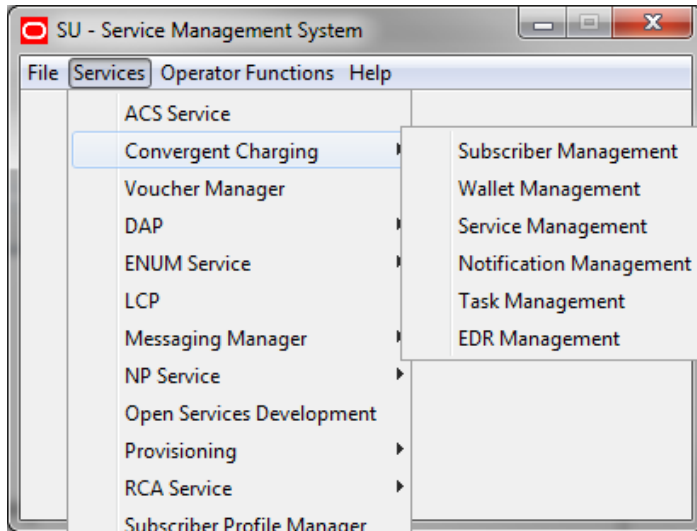 SU - Service Management System
File Services Operator Functions Help
ACS Service
Convergent Charging
Subscriber Management
Wallet Management
Service Management
Notification Management
Task Management
EDR Management
Voucher Manager
DAP
ENUM Service
LCP
Messaging Manager
NP Service
Open Services Development
Provisioning
RCA Service
Subscriber Profile Manager